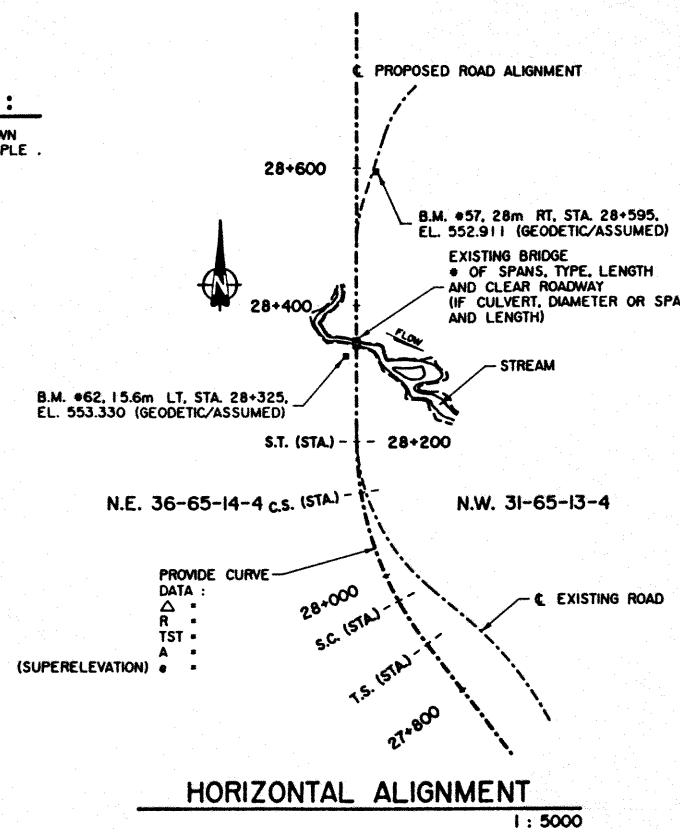 ℄ PROPOSED ROAD ALIGNMENT
:
WN
PLE .
28+600
B.M. #57, 28m RT, STA. 28+595,
EL. 552.911 (GEODETIC/ASSUMED)
EXISTING BRIDGE
# OF SPANS, TYPE, LENGTH
AND CLEAR ROADWAY
(IF CULVERT, DIAMETER OR SPA
AND LENGTH)
N
28+400
FLOW
STREAM
B.M. #62, 15.6m LT, STA. 28+325,
EL. 553.330 (GEODETIC/ASSUMED)
S.T. (STA.)
28+200
N.E. 36-65-14-4
C.S. (STA.)
N.W. 31-65-13-4
PROVIDE CURVE
DATA :
△ =
R =
TST =
A =
(SUPERELEVATION) e =
28+000
S.C. (STA.)
℄ EXISTING ROAD
T.S. (STA.)
27+800
HORIZONTAL ALIGNMENT
1 : 5000